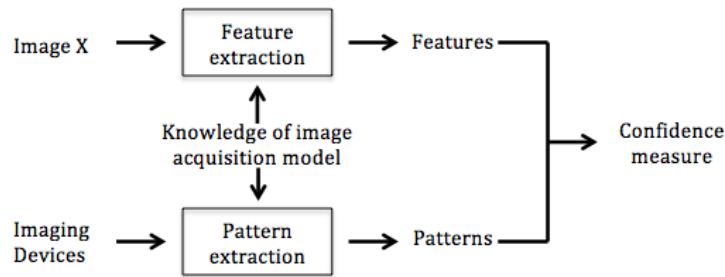 Image X
Feature
extraction
Features
Knowledge of image
acquisition model
Confidence
measure
Imaging
Devices
Pattern
extraction
Patterns